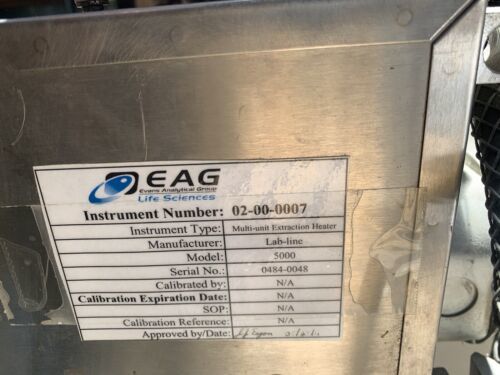 EAG
Evans Analytical Group
Life Sciences
Instrument Number: 02-00-0007
Instrument Type: Multi-unit Extraction Heater
Manufacturer: Lab-line
Model: 5000
Serial No.: 0484-0048
Calibrated by: N/A
Calibration Expiration Date: N/A
SOP: N/A
Calibration Reference: N/A
Approved by/Date: